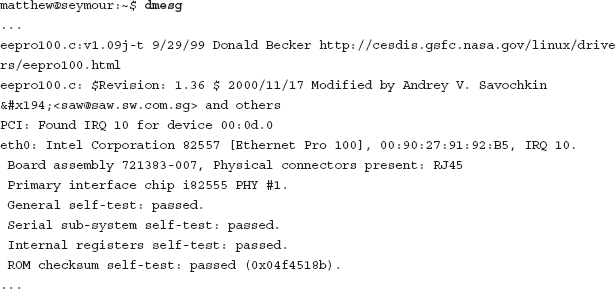 matthew@seymour:~$ dmesg
...
eepro100.c:v1.09j-t 9/29/99 Donald Becker http://cesdis.gsfc.nasa.gov/linux/drive
rs/eepro100.html
eepro100.c: $Revision: 1.36 $ 2000/11/17 Modified by Andrey V. Savochkin
&#x194;<saw@saw.sw.com.sg> and others
PCI: Found IRQ 10 for device 00:0d.0
eth0: Intel Corporation 82557 [Ethernet Pro 100], 00:90:27:91:92:B5, IRQ 10.
Board assembly 721383-007, Physical connectors present: RJ45
Primary interface chip i82555 PHY #1.
General self-test: passed.
Serial sub-system self-test: passed.
Internal registers self-test: passed.
ROM checksum self-test: passed (0x04f4518b).
...